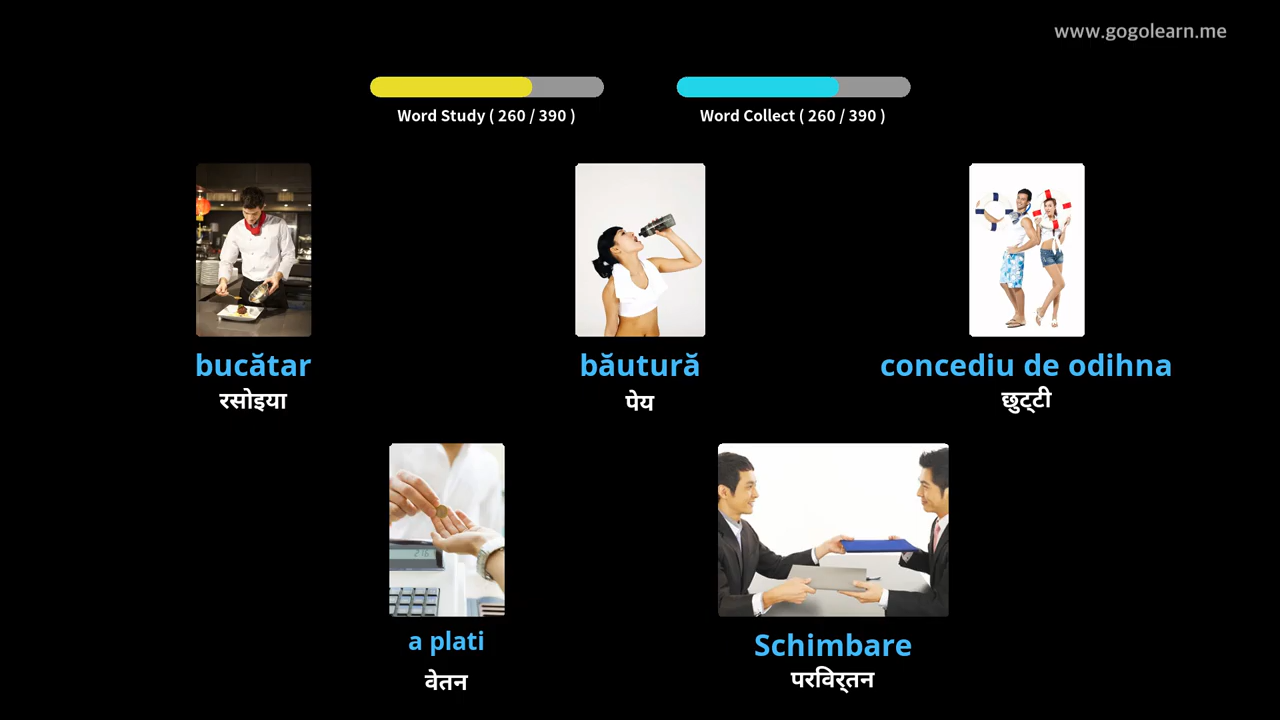 www.gogolearn.me
Word Study ( 260 / 390 )
Word Collect ( 260 / 390 )
bucătar
रसोइया
băutură
पेय
concediu de odihna
छुट्टी
a plati
वेतन
Schimbare
परिवर्तन